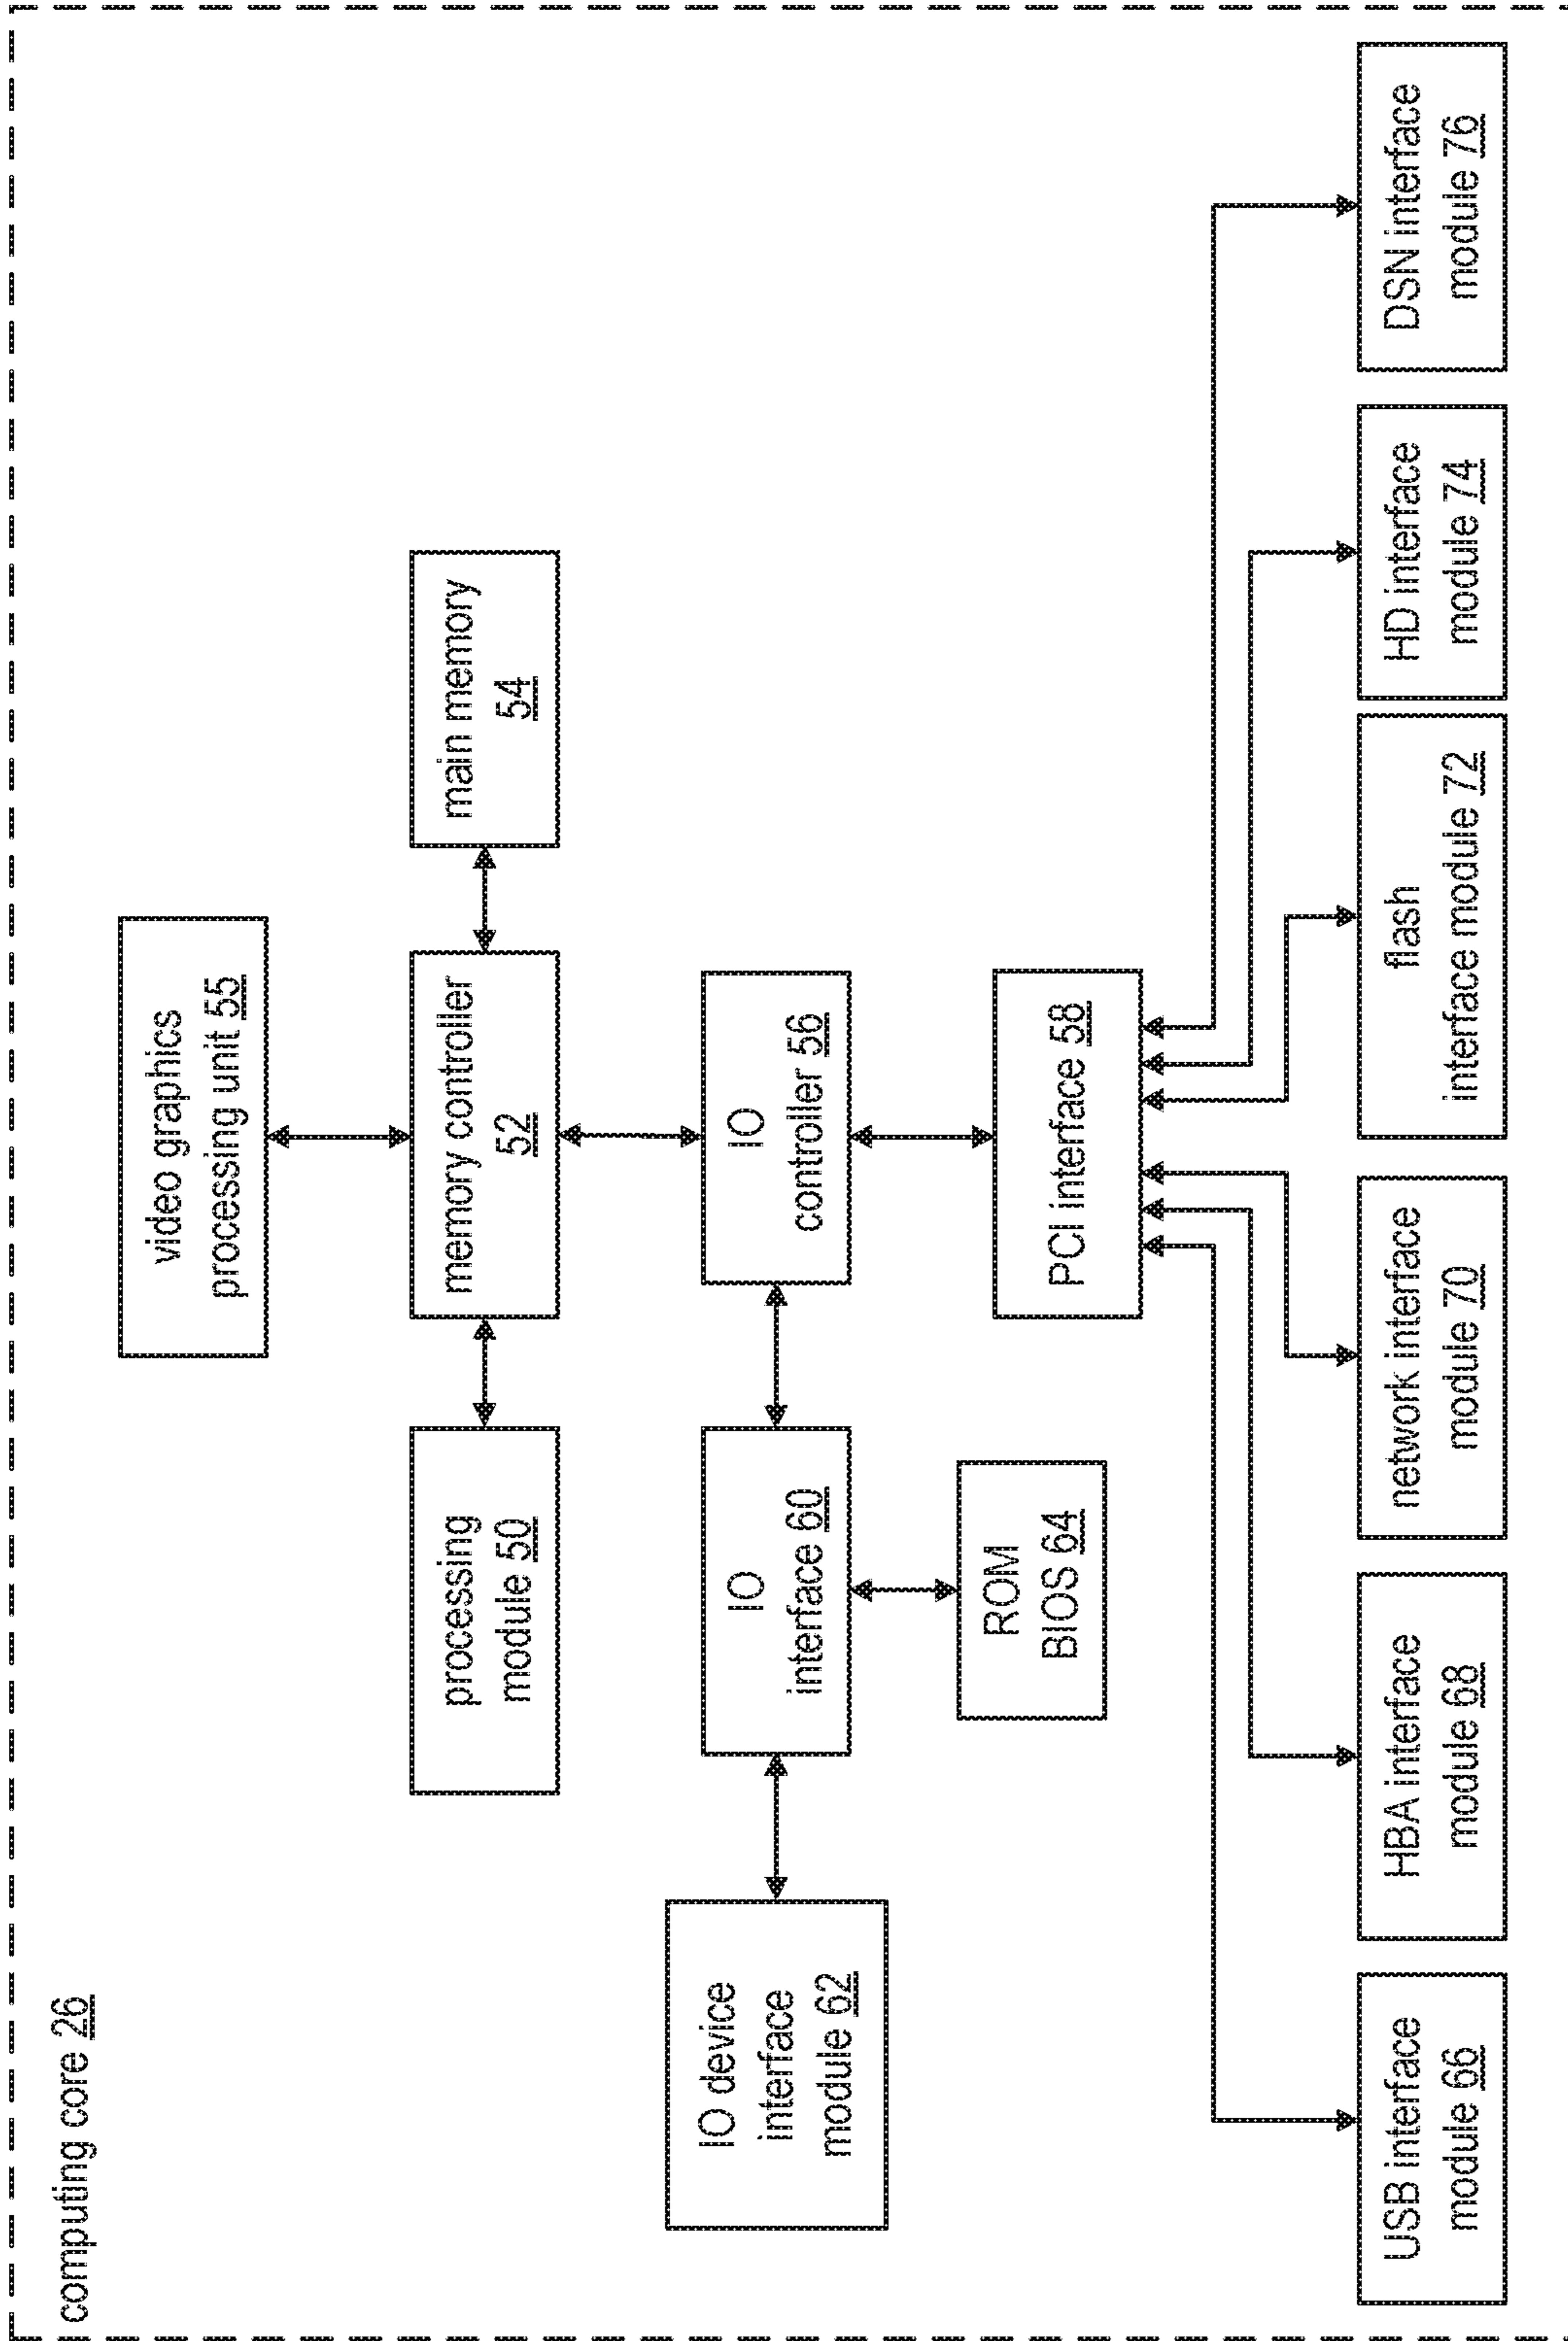 computing core 26
video graphics
processing unit 55
processing
module 50
memory controller
52
main memory
54
IO device
interface
module 62
IO
interface 60
IO
controller 56
ROM
BIOS 64
PCI interface 58
USB interface
module 66
HBA interface
module 68
network interface
module 70
flash
interface module 72
HD interface
module 74
DSN interface
module 76